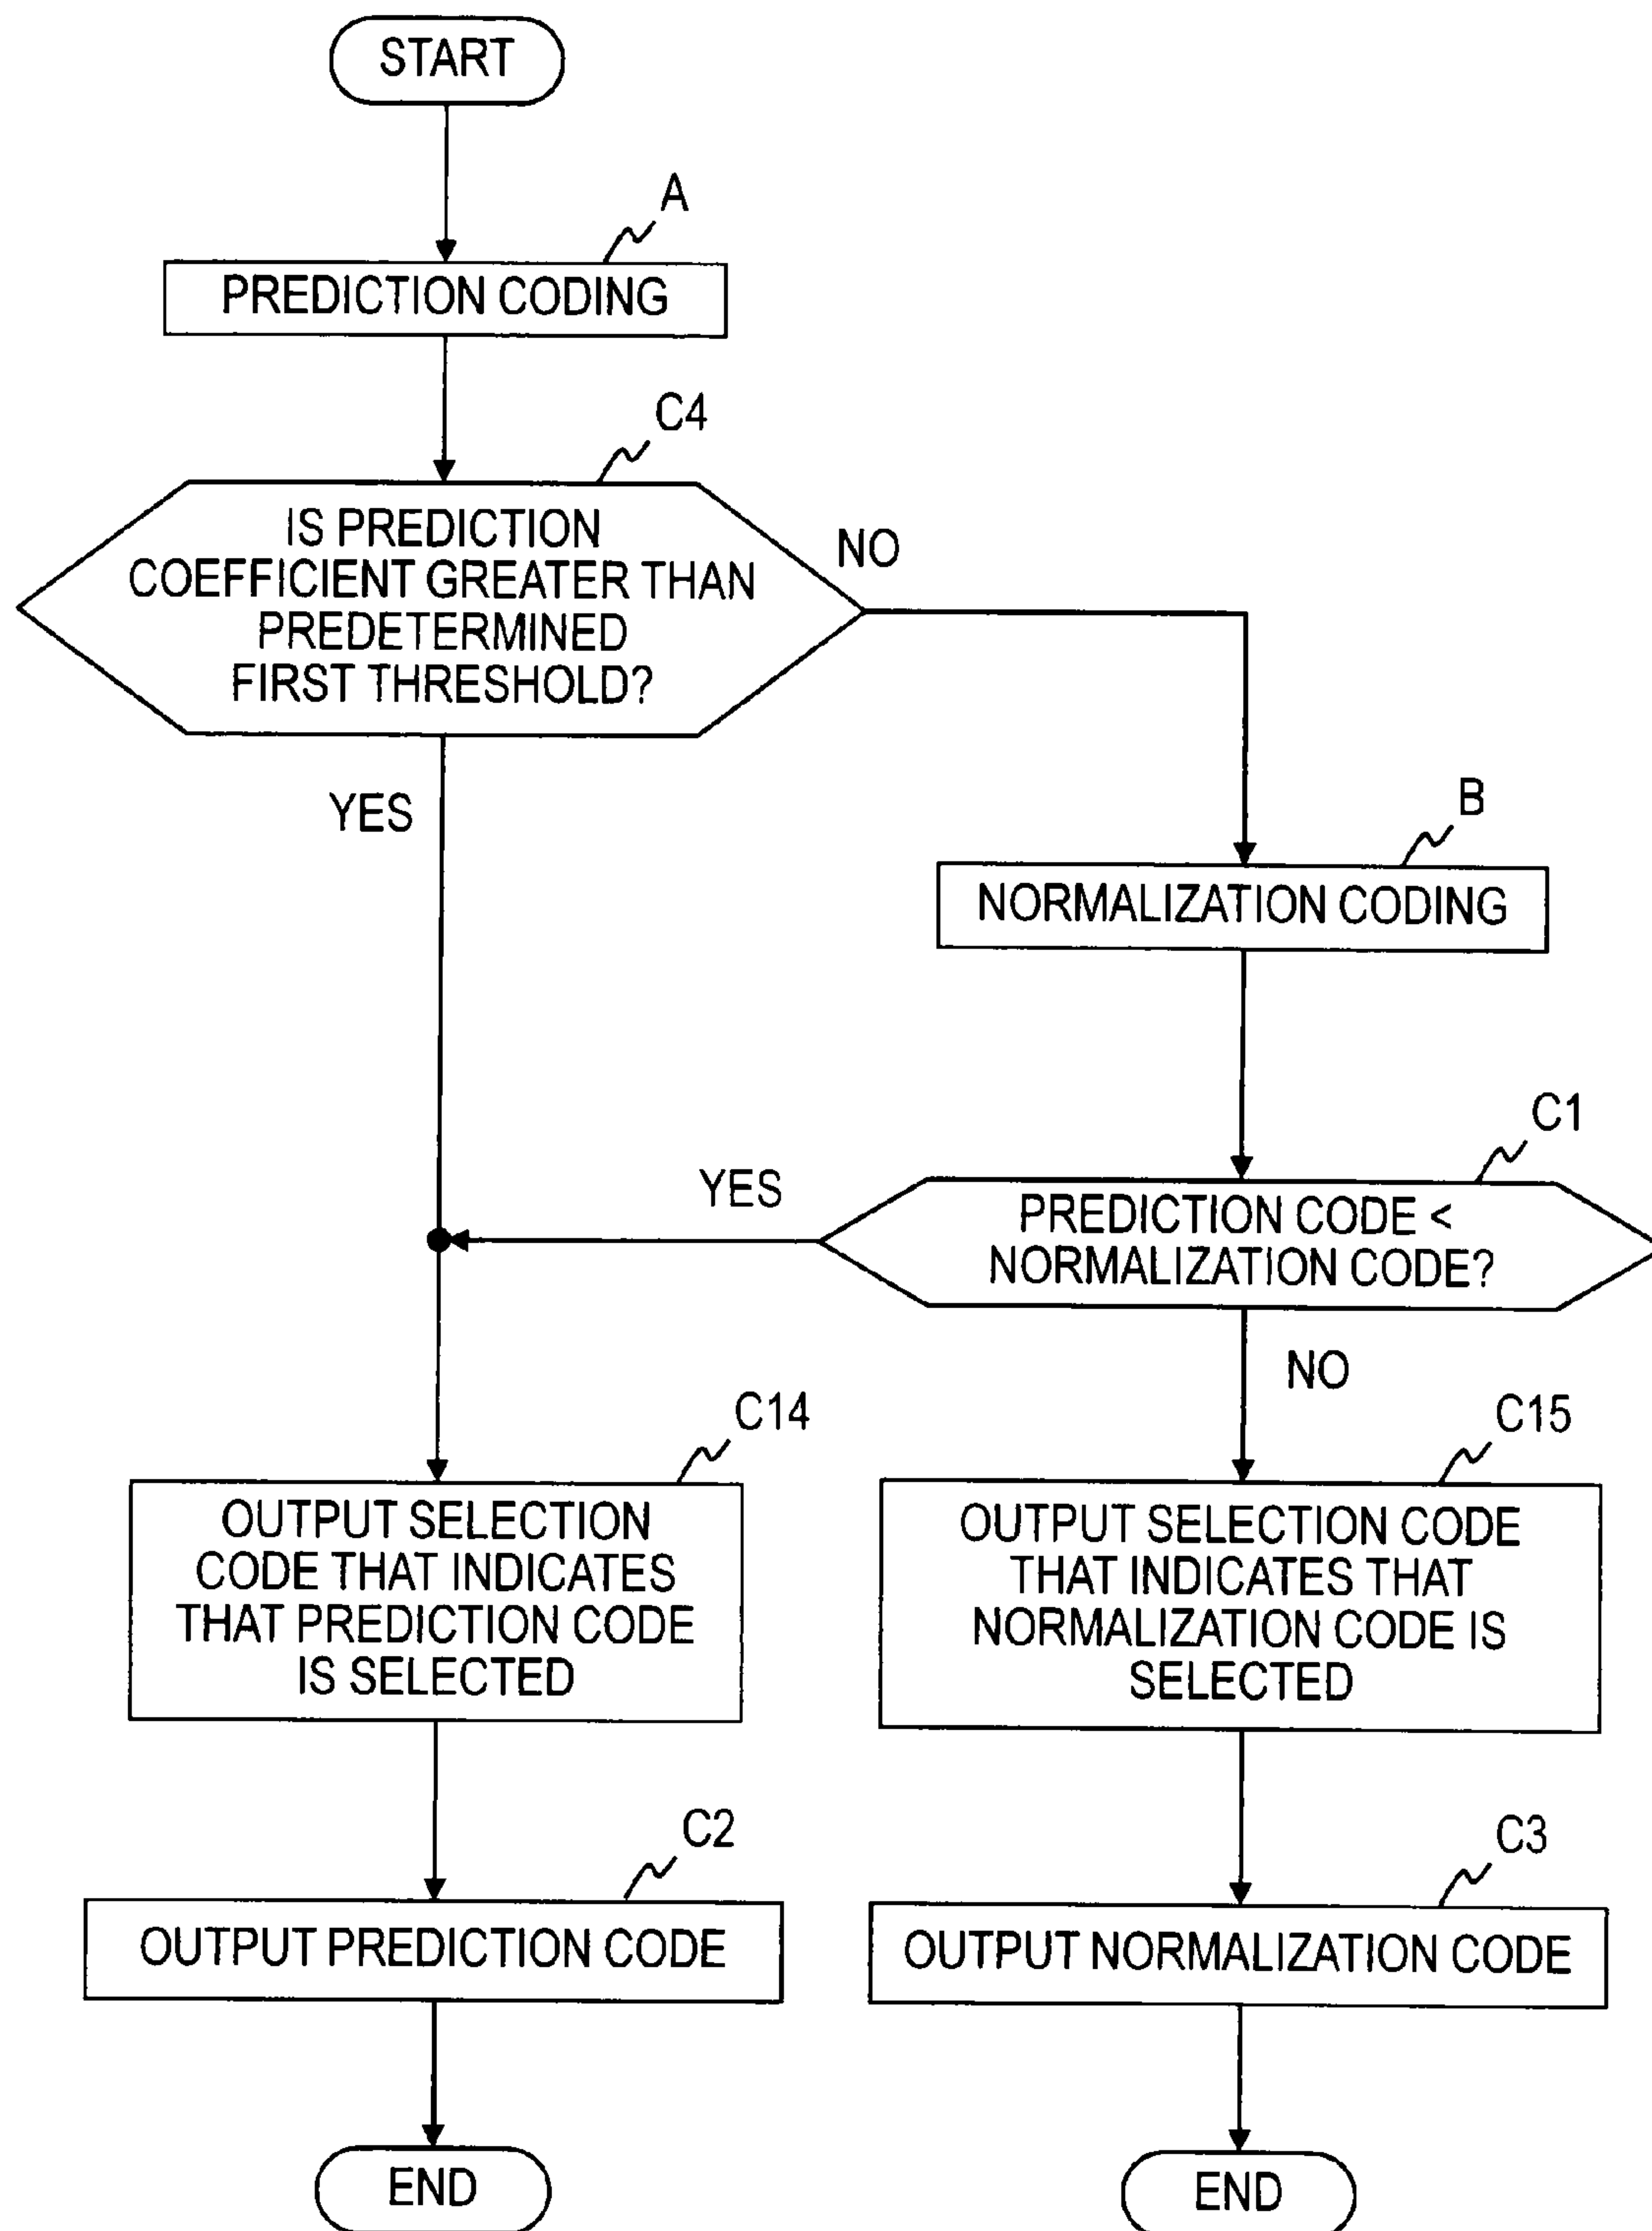 START
A
PREDICTION CODING
C4
IS PREDICTION
COEFFICIENT GREATER THAN
PREDETERMINED
FIRST THRESHOLD?
NO
YES
B
NORMALIZATION CODING
C1
YES
PREDICTION CODE <
NORMALIZATION CODE?
NO
C14
OUTPUT SELECTION
CODE THAT INDICATES
THAT PREDICTION CODE
IS SELECTED
C15
OUTPUT SELECTION CODE
THAT INDICATES THAT
NORMALIZATION CODE IS
SELECTED
C2
OUTPUT PREDICTION CODE
C3
OUTPUT NORMALIZATION CODE
END
END